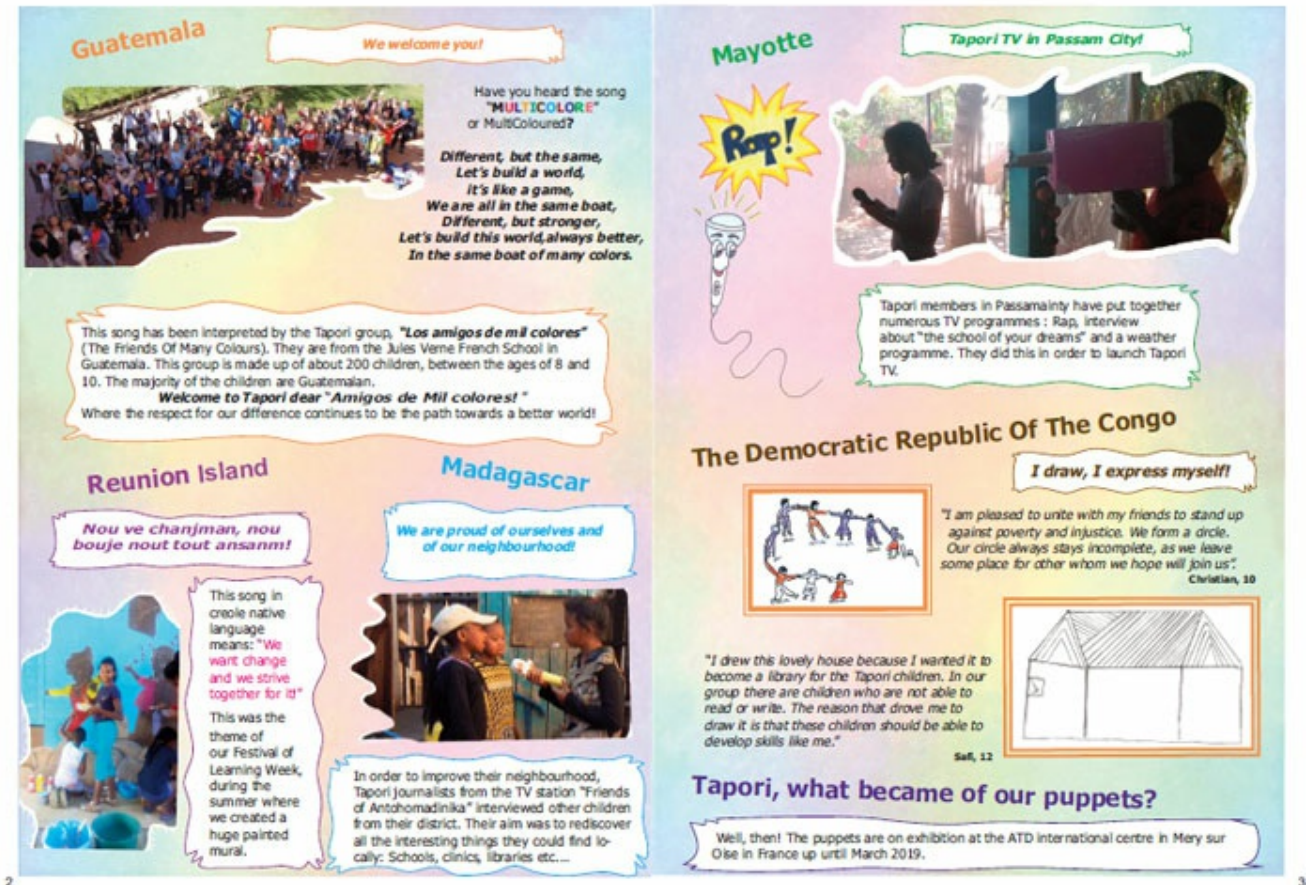 Guatemala
We welcome you!
Have you heard the song
"MULTICOLORE"
or MultiColoured?
Different, but the same,
Let's build a world,
it's like a game,
We are all in the same boat,
Different, but stronger,
Let's build this world,always better,
In the same boat of many colors.
This song has been interpreted by the Tapori group, "Los amigos de mil colores"
(The Friends Of Many Colours). They are from the Jules Verne French School in
Guatemala. This group is made up of about 200 children, between the ages of 8 and
10. The majority of the children are Guatemalan.
Welcome to Tapori dear "Amigos de Mil colores! "
Where the respect for our difference continues to be the path towards a better world!
Reunion Island
Nou ve chanjman, nou
bouje nout tout ansanm!
This song in
creole native
language
means: "We
want change
and we strive
together for it!"
This was the
theme of
our Festival of
Learning Week,
during the
summer where
we created a
huge painted
mural.
Madagascar
We are proud of ourselves and
of our neighbourhood!
In order to improve their neighbourhood,
Tapori journalists from the TV station "Friends
of Antohomadinika" interviewed other children
from their district. Their aim was to rediscover
all the interesting things they could find lo-
cally: Schools, clinics, libraries etc....
2
Mayotte
Tapori TV in Passam City!
Rap!
Tapori members in Passamainty have put together
numerous TV programmes : Rap, interview
about "the school of your dreams" and a weather
programme. They did this in order to launch Tapori
TV.
The Democratic Republic Of The Congo
I draw, I express myself!
"I am pleased to unite with my friends to stand up
against poverty and injustice. We form a circle.
Our circle always stays incomplete, as we leave
some place for other whom we hope will join us".
Christian, 10
"I drew this lovely house because I wanted it to
become a library for the Tapori children. In our
group there are children who are not able to
read or write. The reason that drove me to
draw it is that these children should be able to
develop skills like me."
Safi, 12
Tapori, what became of our puppets?
Well, then! The puppets are on exhibition at the ATD international centre in Mery sur
Oise in France up until March 2019.
3